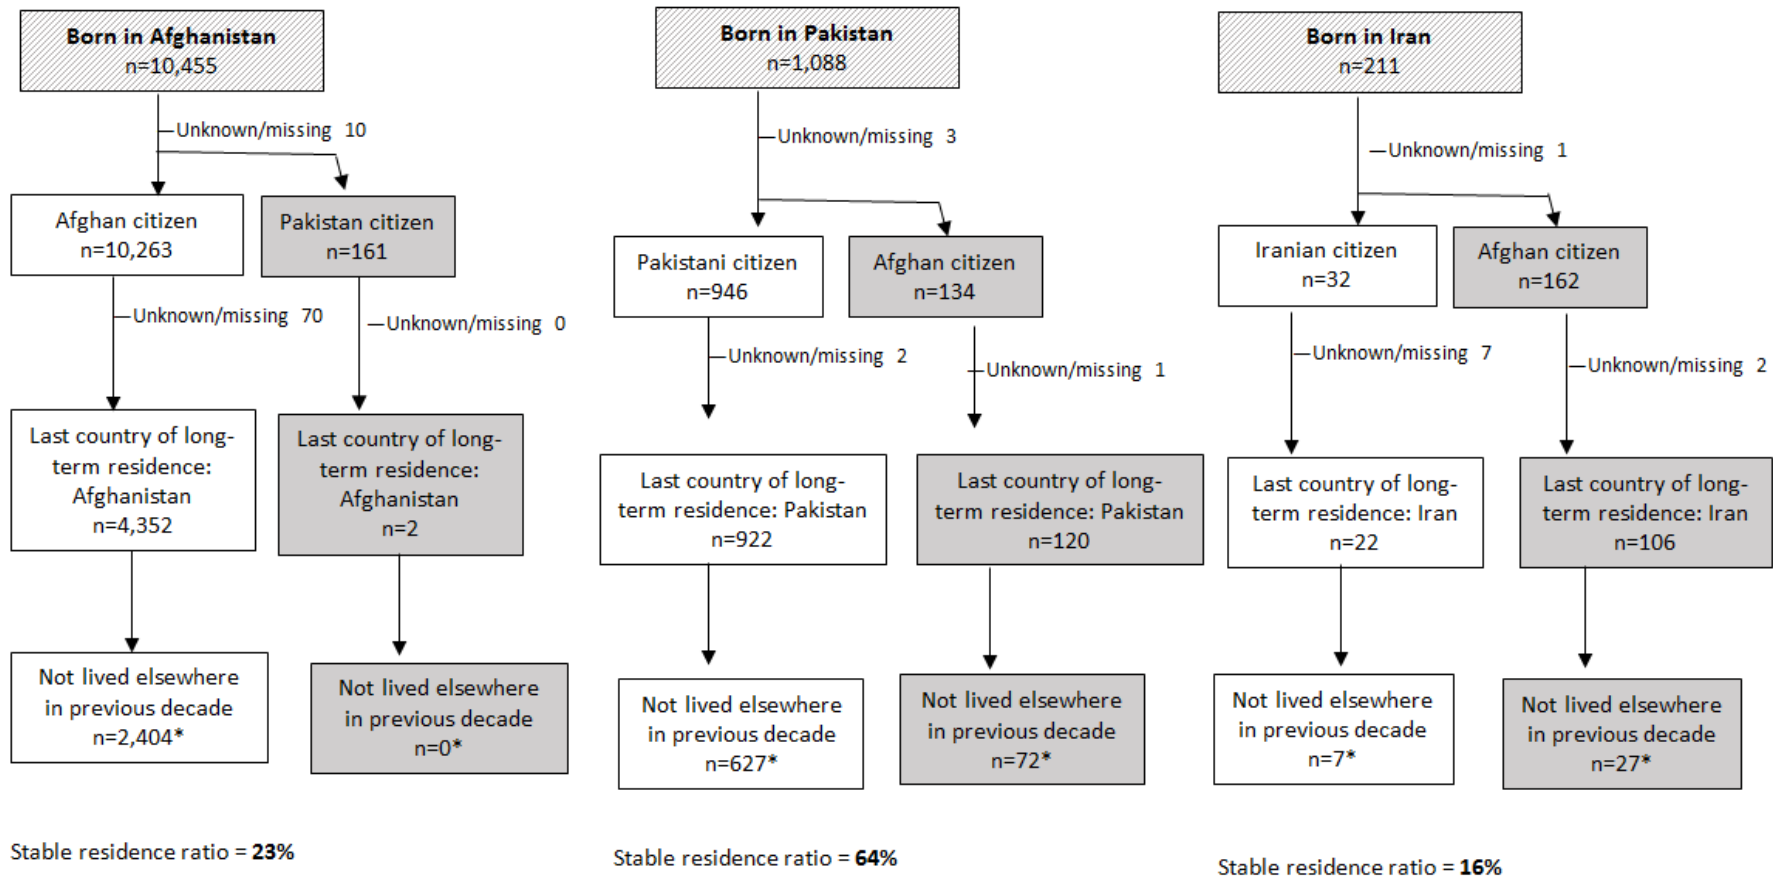 Born in Afghanistan
n=10,455
Unknown/missing 10
Afghan citizen
n=10,263
Pakistan citizen
n=161
Unknown/missing 70
Unknown/missing 0
Last country of long-
term residence:
Afghanistan
n=4,352
Last country of long-
term residence:
Afghanistan
n=2
Not lived elsewhere
in previous decade
n=2,404*
Not lived elsewhere
in previous decade
n=0*
Stable residence ratio = 23%
Born in Pakistan
n=1,088
Unknown/missing 3
Pakistani citizen
n=946
Afghan citizen
n=134
Unknown/missing 2
Unknown/missing 1
Last country of long-
term residence: Pakistan
n=922
Last country of long-
term residence: Pakistan
n=120
Not lived elsewhere
in previous decade
n=627*
Not lived elsewhere
in previous decade
n=72*
Stable residence ratio = 64%
Born in Iran
n=211
Unknown/missing 1
Iranian citizen
n=32
Afghan citizen
n=162
Unknown/missing 7
Unknown/missing 2
Last country of long-
term residence: Iran
n=22
Last country of long-
term residence: Iran
n=106
Not lived elsewhere
in previous decade
n=7*
Not lived elsewhere
in previous decade
n=27*
Stable residence ratio = 16%